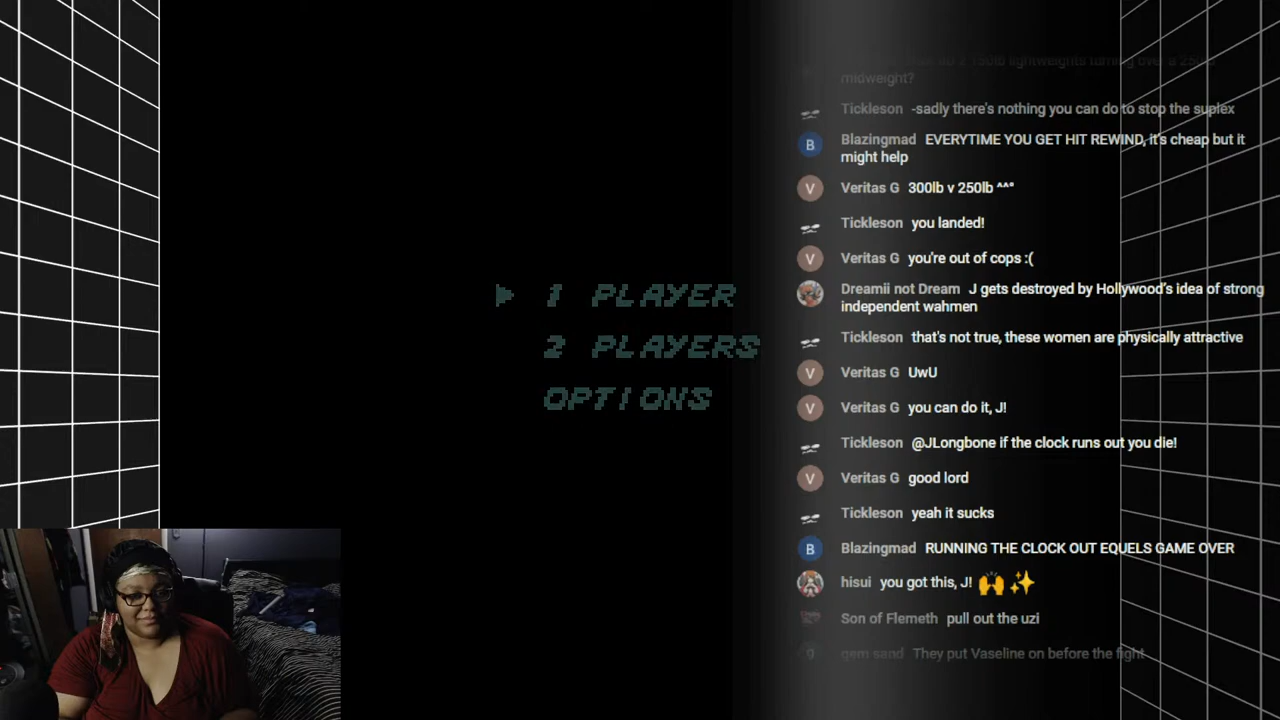 midweight?
Tickleson -sadly there's nothing you can do to stop the suplex
B Blazingmad EVERYTIME YOU GET HIT REWIND, it's cheap but it
might help
V Veritas G 300lb v 250lb ^^°
Tickleson you landed!
V Veritas G you're out of cops :(
Dreamii not Dream J gets destroyed by Hollywood's idea of strong
independent wahmen
Tickleson that's not true, these women are physically attractive
V Veritas G UwU
V Veritas G you can do it, J!
Tickleson @JLongbone if the clock runs out you die!
V Veritas G good lord
Tickleson yeah it sucks
B Blazingmad RUNNING THE CLOCK OUT EQUELS GAME OVER
hisui you got this, J! 🙌✨
Son of Flemeth pull out the uzi
g gem sand They put Vaseline on before the fight
1 PLAYER
2 PLAYERS
OPTIONS